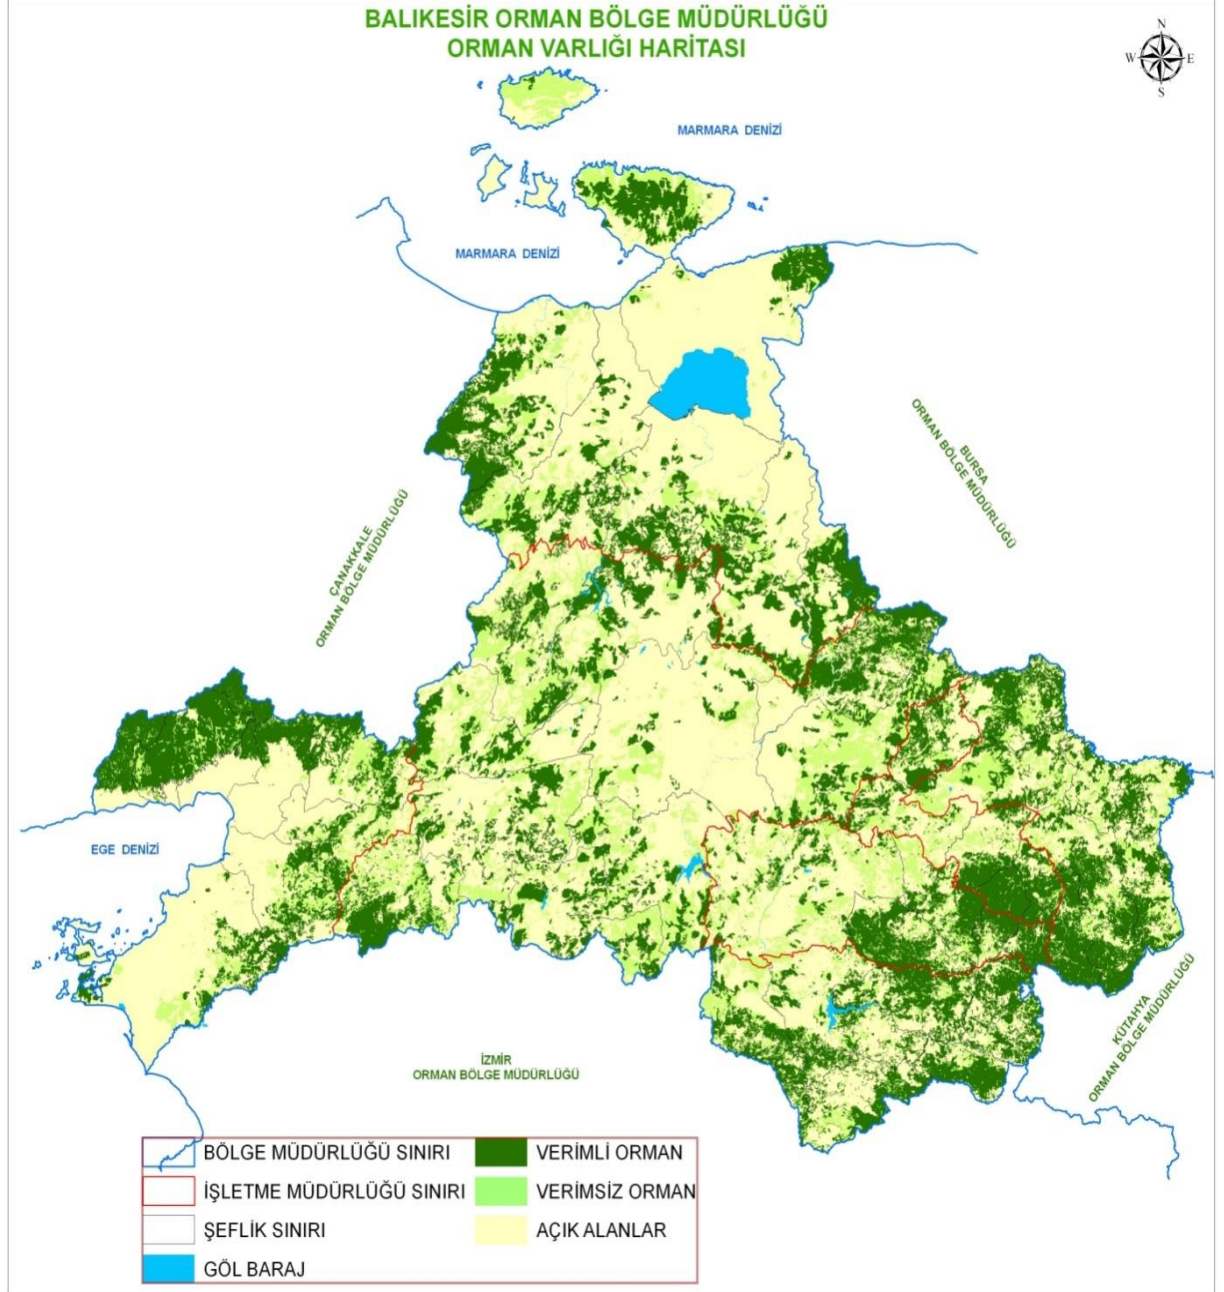 BALIKESİR ORMAN BÖLGE MÜDÜRLÜĞÜ
ORMAN VARLIĞI HARİTASI
N
W
E
S
MARMARA DENİZİ
MARMARA DENİZİ
BURSA
ORMAN BÖLGE MÜDÜRLÜĞÜ
ÇANAKKALE
ORMAN BÖLGE MÜDÜRLÜĞÜ
EGE DENİZİ
KÜTAHYA
ORMAN BÖLGE MÜDÜRLÜĞÜ
İZMİR
ORMAN BÖLGE MÜDÜRLÜĞÜ
BÖLGE MÜDÜRLÜĞÜ SINIRI
VERİMLİ ORMAN
İŞLETME MÜDÜRLÜĞÜ SINIRI
VERİMSİZ ORMAN
ŞEFLİK SINIRI
AÇIK ALANLAR
GÖL BARAJ